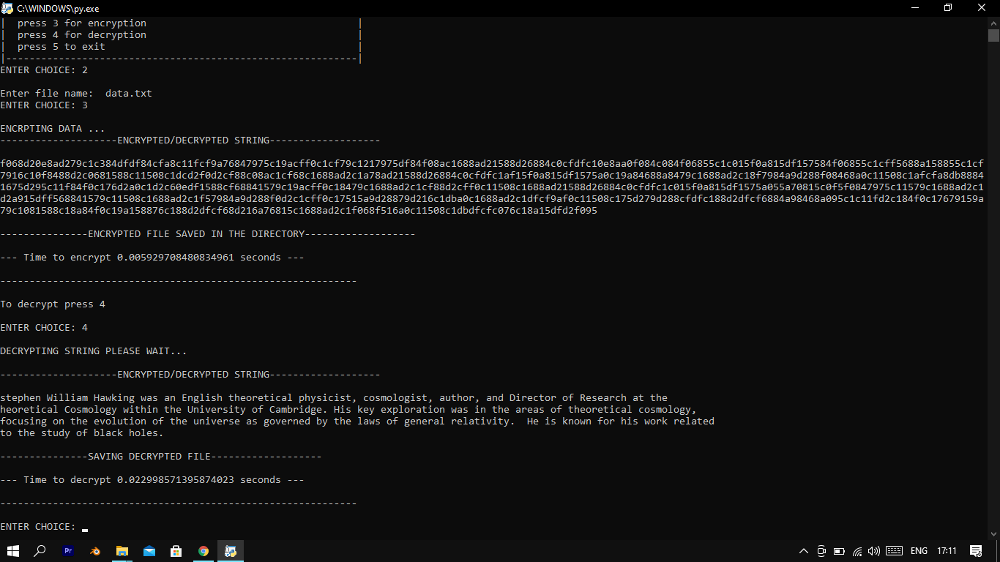 C:\WINDOWS\py.exe
| press 3 for encryption |
| press 4 for decryption |
| press 5 to exit |
|------------------------------------------------------------|
ENTER CHOICE: 2
Enter file name:  data.txt
ENTER CHOICE: 3
ENCRPTING DATA ...
--------------------ENCRYPTED/DECRYPTED STRING-------------------
f068d20e8ad279c1c384dfdf84cfa8c11fcf9a76847975c19acff0c1cf79c1217975df84f08ac1688ad21588d26884c0cfdfc10e8aa0f084c084f06855c1c015f0a815df157584f06855c1cff5688a158855c1cf
7916c10f8488d2c0681588c11508c1dcd2f0d2cf88c08ac1cf68c1688ad2c1a78ad21588d26884c0cfdfc1af15f0a815df1575a0c19a84688a8479c1688ad2c18f7984a9d288f08468a0c11508c1afcfa8db8884
1675d295c11f84f0c176d2a0c1d2c60edf1588cf68841579c19acff0c18479c1688ad2c1cf88d2cff0c11508c1688ad21588d26884c0cfdfc1c015f0a815df1575a055a70815c0f5f0847975c11579c1688ad2c1
d2a915dff568841579c11508c1688ad2c1f57984a9d288f0d2c1cff0c17515a9d28879d216c1dba0c1688ad2c1dfcf9af0c11508c175d279d288cfdfc188d2dfcf6884a98468a095c1c11fd2c184f0c17679159a
79c1081588c18a84f0c19a158876c188d2dfcf68d216a76815c1688ad2c1f068f516a0c11508c1dbdfcfc076c18a15dfd2f095
---------------ENCRYPTED FILE SAVED IN THE DIRECTORY-------------------
--- Time to encrypt 0.005929708480834961 seconds ---
-------------------------------------------------------------
To decrypt press 4
ENTER CHOICE: 4
DECRYPTING STRING PLEASE WAIT...
--------------------ENCRYPTED/DECRYPTED STRING-------------------
stephen William Hawking was an English theoretical physicist, cosmologist, author, and Director of Research at the
heoretical Cosmology within the University of Cambridge. His key exploration was in the areas of theoretical cosmology,
focusing on the evolution of the universe as governed by the laws of general relativity.  He is known for his work related
to the study of black holes.
---------------SAVING DECRYPTED FILE-------------------
--- Time to decrypt 0.022998571395874023 seconds ---
-------------------------------------------------------------
ENTER CHOICE:
Pr ENG 17:11